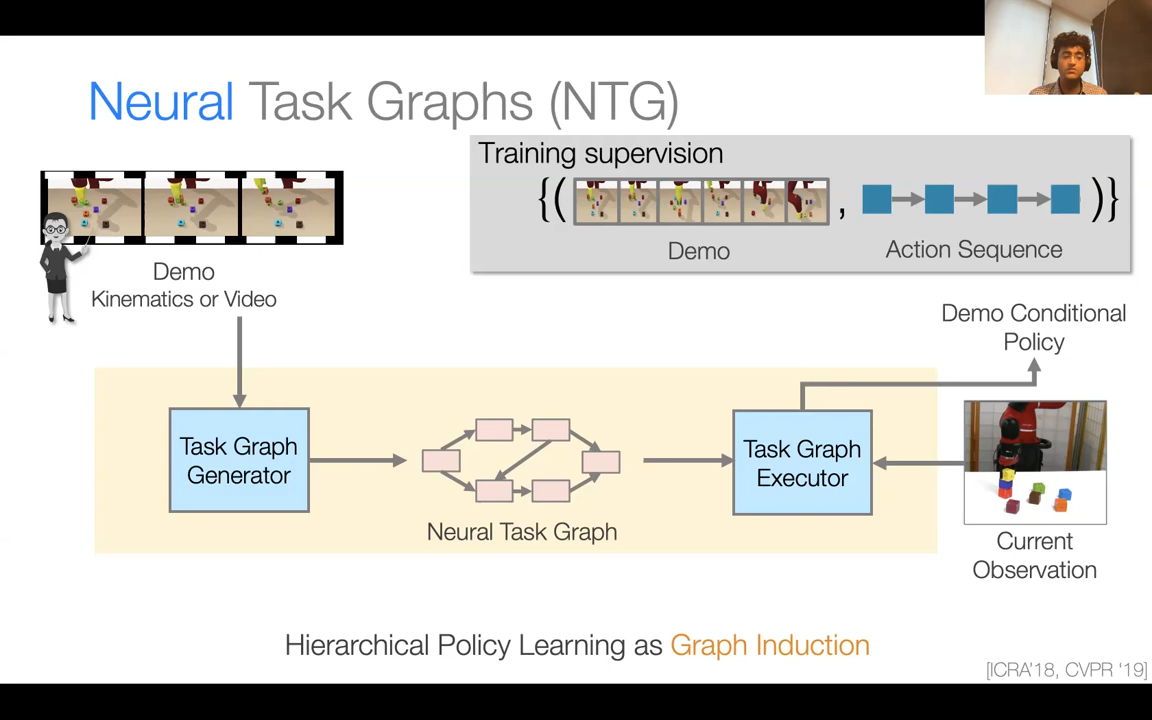 Neural Task Graphs (NTG)
Training supervision
{( , )}
Demo
Action Sequence
Demo
Kinematics or Video
Demo Conditional
Policy
Task Graph
Generator
Neural Task Graph
Task Graph
Executor
Current
Observation
Hierarchical Policy Learning as Graph Induction
[ICRA'18, CVPR '19]